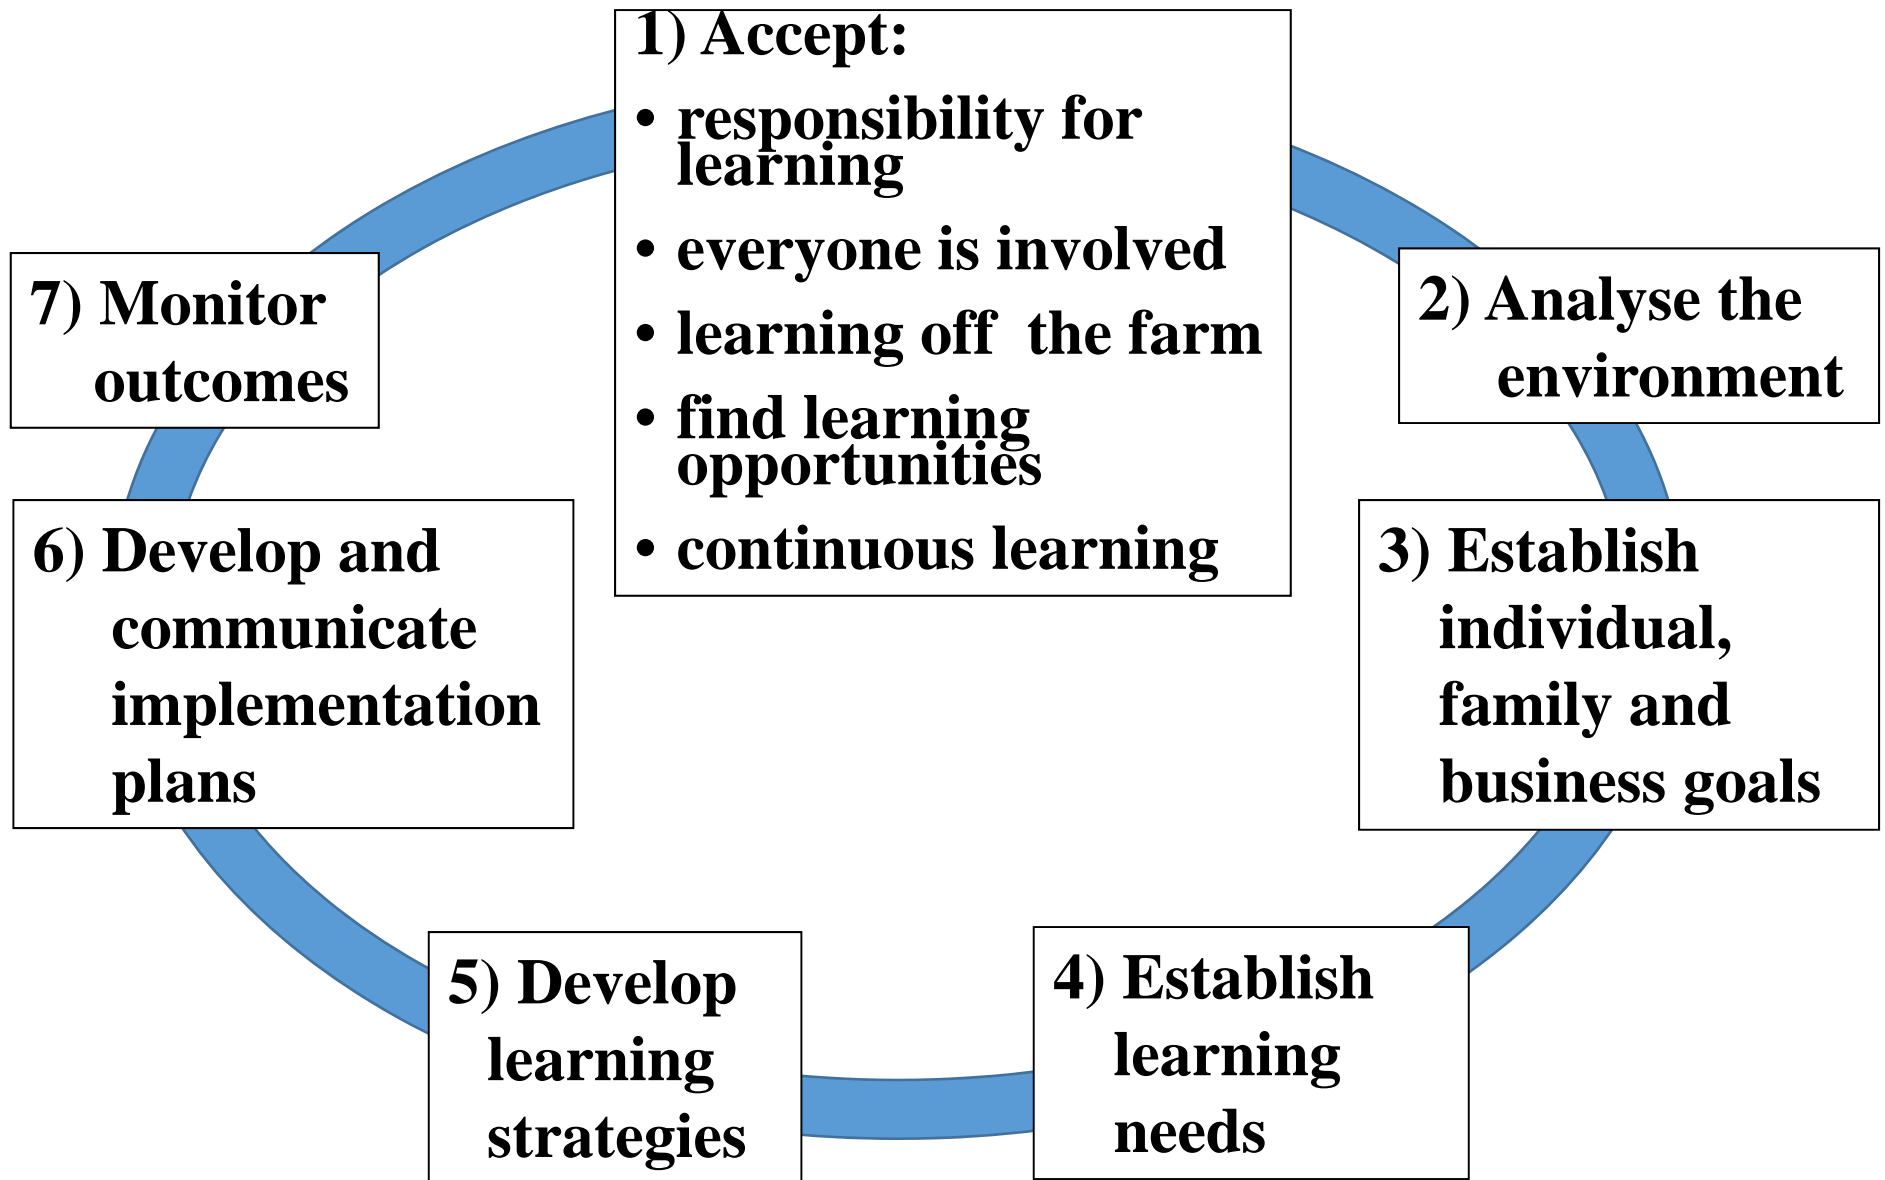 1) Accept:
• responsibility for
learning
• everyone is involved
• learning off  the farm
• find learning
opportunities
• continuous learning
2) Analyse the
environment
3) Establish
individual,
family and
business goals
4) Establish
learning
needs
5) Develop
learning
strategies
6) Develop and
communicate
implementation
plans
7) Monitor
outcomes